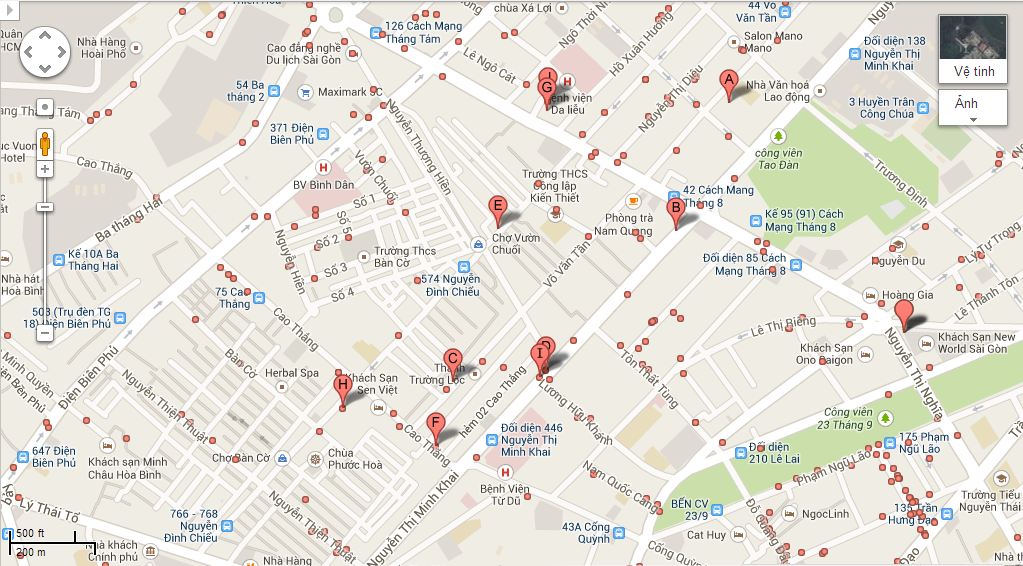 chùa Xá Lợi
44 Võ
Văn Tần
126 Cách Mạng
Tháng Tám
Ngô Thời
Hồ Xuân Hương
Salon Mano
Mano
Đối diện 138
Nguyễn Thị
Minh Khai
Vệ tinh
Ảnh
Nhà Hàng
Hoài Phố
Cao đẳng nghề
Du lịch Sài Gòn
Lê Ngô Cát
J
G
H
Bệnh viện
Da liễu
Nguyễn Thị Diệu
A
Nhà Văn hoá
Lao động
3 Huyền Trân
Công Chúa
54 Ba
tháng 2
Maximark 3C
371 Điện
Biên Phủ
Nguyễn Thượng Hiền
công viên
Tao Đàn
Hotel
Cao Thắng
H
BV Bình Dân
Vườn Chuối
Trường THCS
Công lập
Kiến Thiết
42 Cách Mạng
Tháng 8
Trương Định
Ba tháng Hai
Số 1
Số 2
Số 3
Số 4
Số 5
E
Chợ Vườn
Chuối
Phòng trà
Nam Quang
B
Kế 95 (91) Cách
Mạng Tháng 8
Kế 10A Ba
Tháng Hai
Nguyễn Hiền
Trường Thcs
Bàn Cờ
574 Nguyễn
Đình Chiểu
Võ Văn Tần
Đối diện 85 Cách
Mạng Tháng 8
Nguyễn Du
Lý Tự Trọng
Nhà hát
Hoà Bình
75 Cao
Thắng
Cao Thắng
Hoàng Gia
Lê Thánh Tôn
503 (Trụ đèn TG
18) Điện Biên Phủ
Lê Thị Riêng
Khách Sạn
Ono Saigon
Khách Sạn New
World Sài Gòn
Điện Biên Phủ
Bàn Cờ
Herbal Spa
H
Khách Sạn
Sen Việt
C
Trường Lộc
D
I
Tôn Thất Tùng
Nguyễn Thị Nghĩa
Minh Quyền
Biên Phủ
Nguyễn Thiện Thuật
hẻm 02 Cao Thắng
Lương Hữu Khánh
Công viên
23 Tháng 9
F
Cao Thắng
Đối diện 446
Nguyễn Thị
Minh Khai
Đối diện
210 Lê Lai
175 Phạm
Ngũ Lão
647 Điện
Biên Phủ
Khách sạn Minh
Châu Hòa Bình
Chợ Bàn Cờ
Chùa
Phước Hoà
H
Bệnh Viện
Từ Dũ
Nam Quốc Cang
Phạm Ngũ Lão
Trường Tiểu
Lý Thái Tổ
766 - 768
Nguyễn
Đình Chiểu
Nguyễn Thiện Thuật
Nguyễn Thị Minh Khai
43A Cống
Quỳnh
BẾN CV
23/9
NgocLinh
Đỗ Quang Đẩu
135 Trần
Hưng Đạo
500 ft
200 m
Nhà khách
Chính phủ
Nhà Hàng
Cat Huy
Cống Quỳnh